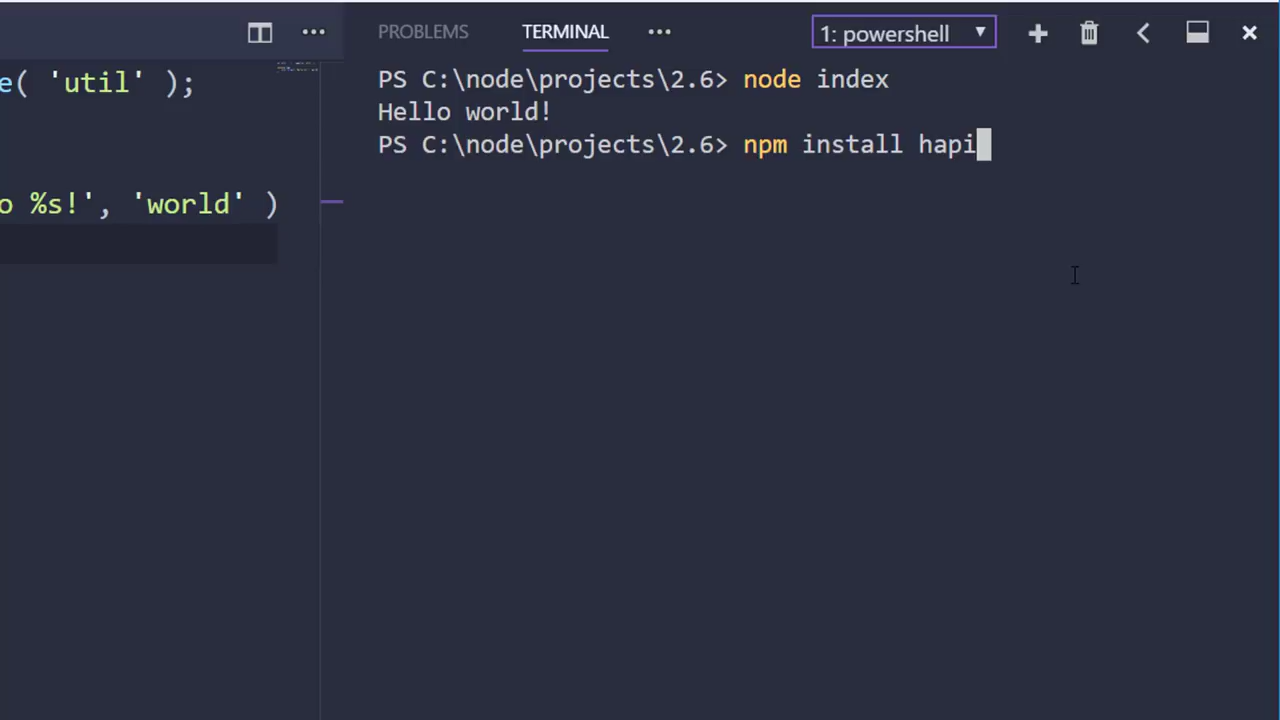 PROBLEMS TERMINAL ••• 1: powershell
e( 'util' );
o %s!', 'world' )
PS C:\node\projects\2.6> node index
Hello world!
PS C:\node\projects\2.6> npm install hapi